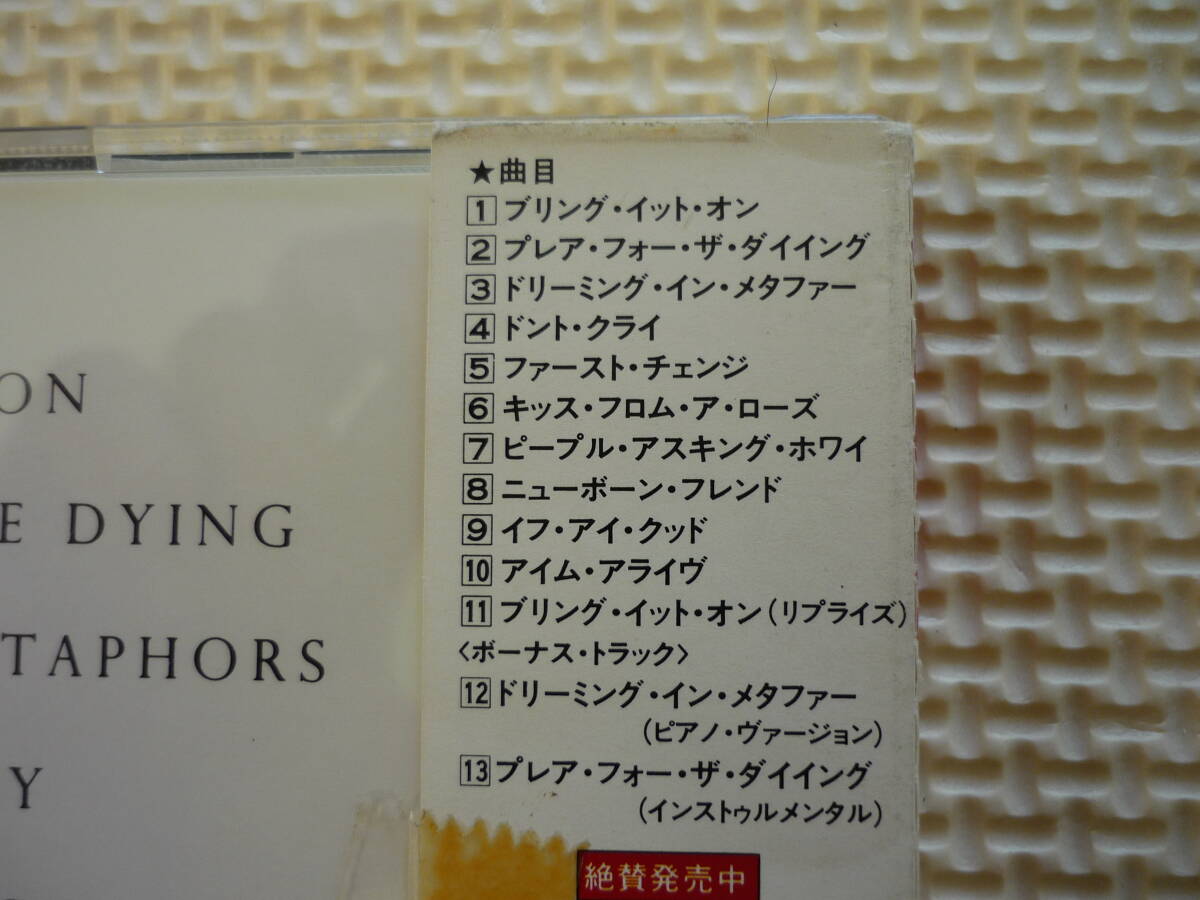 ★曲目
1 ブリング・イット・オン
2 プレア・フォー・ザ・ダイイング
3 ドリーミング・イン・メタファー
4 ドント・クライ
5 ファースト・チェンジ
6 キッス・フロム・ア・ローズ
7 ピープル・アスキング・ホワイ
8 ニューボーン・フレンド
9 イフ・アイ・クッド
10 アイム・アライヴ
11 ブリング・イット・オン(リプライズ)
〈ボーナス・トラック〉
12 ドリーミング・イン・メタファー
(ピアノ・ヴァージョン)
13 プレア・フォー・ザ・ダイイング
(インストゥルメンタル)
絶賛発売中
ON
E DYING
TAPHORS
Y